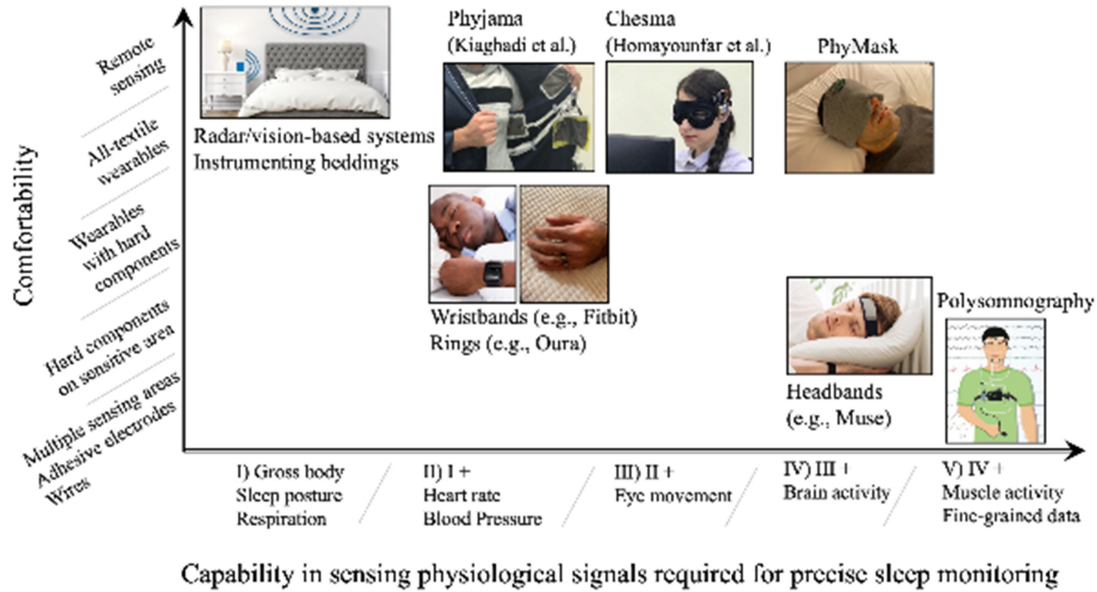 Phyjama
(Kiaghadi et al.)
Chesma
(Homayounfar et al.)
PhyMask
Remote
sensing
Radar/vision-based systems
Instrumenting beddings
All-textile
wearables
Comfortability
Wearables
with hard
components
Wristbands (e.g., Fitbit)
Rings (e.g., Oura)
Polysomnography
Hard components
on sensitive area
Headbands
(e.g., Muse)
Multiple sensing areas
Adhesive electrodes
Wires
I) Gross body
Sleep posture
Respiration
II) I +
Heart rate
Blood Pressure
III) II +
Eye movement
IV) III +
Brain activity
V) IV +
Muscle activity
Fine-grained data
Capability in sensing physiological signals required for precise sleep monitoring